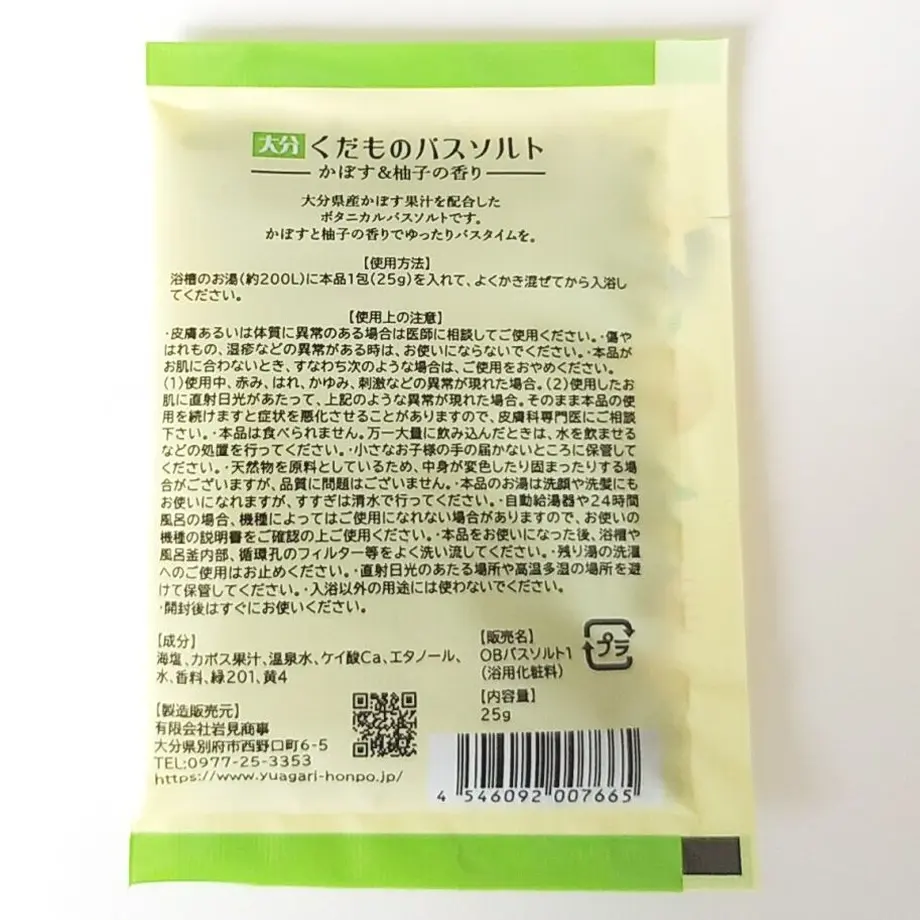 大分 くだものバスソルト
かぼす&柚子の香り
大分県産かぼす果汁を配合した
ボタニカルバスソルトです。
かぼすと柚子の香りでゆったりバスタイムを。
【使用方法】
浴槽のお湯(約200L)に本品1包(25g)を入れて、よくかき混ぜてから入浴し
てください。
【使用上の注意】
・皮膚あるいは体質に異常のある場合は医師に相談してご使用ください。・傷や
はれもの、湿疹などの異常がある時は、お使いにならないでください。・本品が
お肌に合わないとき、すなわち次のような場合は、ご使用をおやめください。
(1)使用中、赤み、はれ、かゆみ、刺激などの異常が現れた場合。(2)使用したお
肌に直射日光があたって、上記のような異常が現れた場合。そのまま本品の使
用を続けますと症状を悪化させることがありますので、皮膚科専門医にご相談
下さい。・本品は食べられません。万一大量に飲み込んだときは、水を飲ませる
などの処置を行ってください。・小さなお子様の手の届かないところに保管して
ください。・天然物を原料としているため、中身が変色したり固まったりする場
合がございますが、品質に問題はございません。・本品のお湯は洗顔や洗髪にも
お使いになれますが、すすぎは清水で行ってください。・自動給湯器や24時間
風呂の場合、機種によってはご使用になれない場合がありますので、お使いの
機種の説明書をご確認の上ご使用ください。・本品をお使いになった後、浴槽や
風呂釜内部、循環孔のフィルター等をよく洗い流してください。・残り湯の洗濯
へのご使用はお止めください。・直射日光のあたる場所や高温多湿の場所を避
けて保管してください。・入浴以外の用途には使わないでください。
・開封後はすぐにお使いください。
【成分】
海塩、カボス果汁、温泉水、ケイ酸Ca、エタノール、
水、香料、緑201、黄4
【販売名】
OBバスソルト1
(浴用化粧料)
プラ
【内容量】
25g
【製造販売元】
有限会社岩見商事
大分県別府市西野口町6-5
TEL:0977-25-3353
https://www.yuagari-honpo.jp/
4 546092 007665